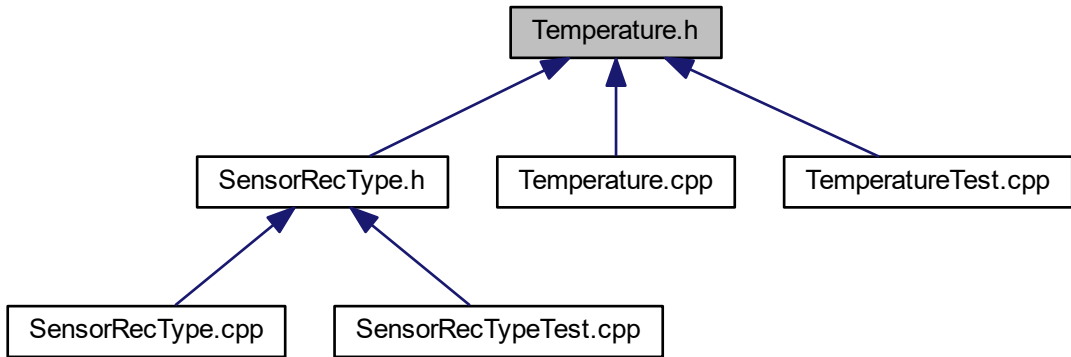 Temperature.h
SensorRecType.h
Temperature.cpp
TemperatureTest.cpp
SensorRecType.cpp
SensorRecTypeTest.cpp